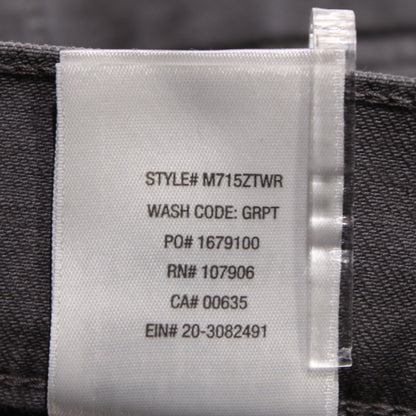 STYLE# M715ZTWR
WASH CODE: GRPT
PO# 1679100
RN# 107906
CA# 00635
EIN# 20-3082491